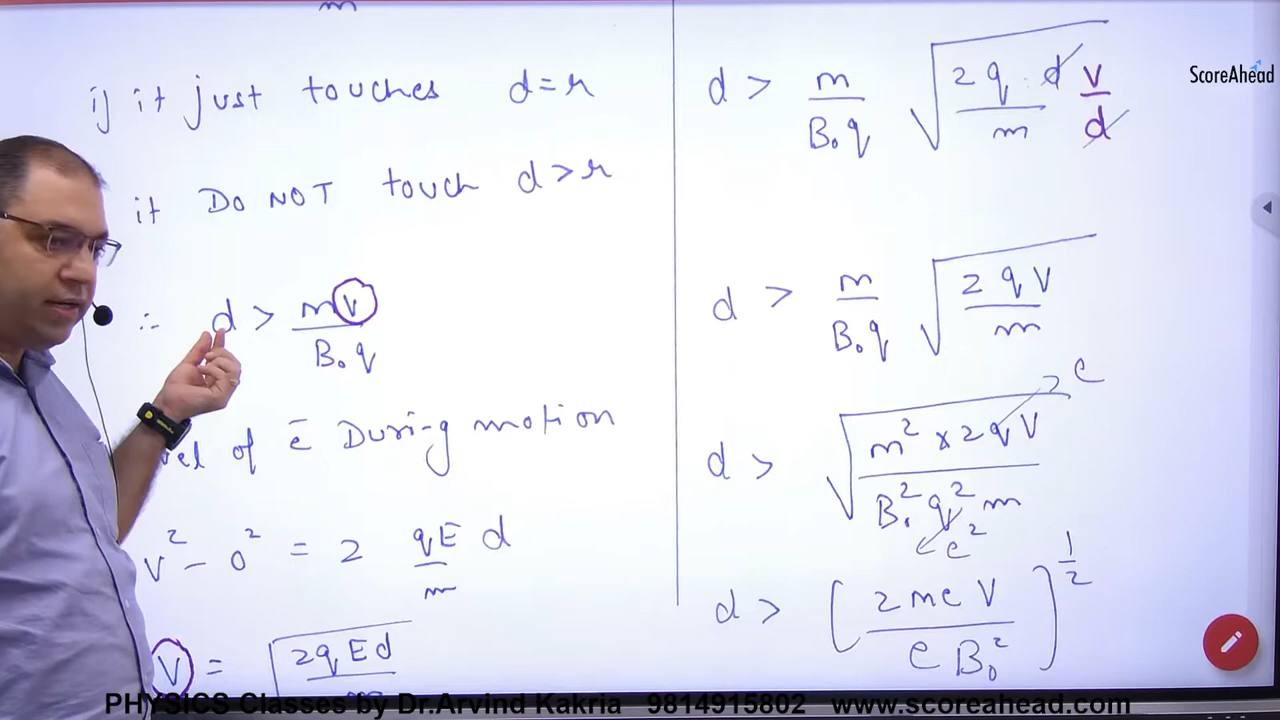 m
if it just touches d = r
it DO NOT touch d > r
∴ d > mv / B₀q
vel of ē During motion
v² - 0² = 2 qE/m d
v = √(2qEd / m)
d > m/B₀q √(2q.d/m V/d)
d > m/B₀q √(2qV/m)
d > √(m² × 2qV / B₀² q² m)
e
e²
d > (2meV / eB₀²)^1/2
ScoreAhead
PHYSICS Classes by Dr.Arvind Kakria 9814915802 www.scoreahead.com